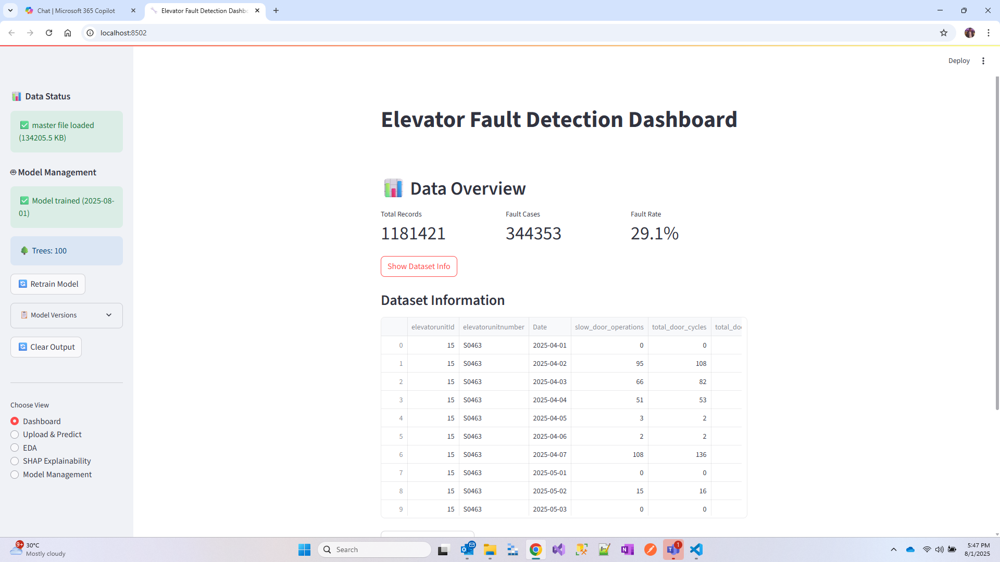 Chat | Microsoft 365 Copilot
Elevator Fault Detection Dashbo
localhost:8502
Deploy
Data Status
master file loaded
(134205.5 KB)
Model Management
Model trained (2025-08-
01)
Trees: 100
Retrain Model
Model Versions
Clear Output
Choose View
Dashboard
Upload & Predict
EDA
SHAP Explainability
Model Management
Elevator Fault Detection Dashboard
Data Overview
Total Records Fault Cases Fault Rate
1181421 344353 29.1%
Show Dataset Info
Dataset Information
elevatorunitId elevatorunitnumber Date slow_door_operations total_door_cycles total_doo
0 15 S0463 2025-04-01 0 0
1 15 S0463 2025-04-02 95 108
2 15 S0463 2025-04-03 66 82
3 15 S0463 2025-04-04 51 53
4 15 S0463 2025-04-05 3 2
5 15 S0463 2025-04-06 2 2
6 15 S0463 2025-04-07 108 136
7 15 S0463 2025-05-01 0 0
8 15 S0463 2025-05-02 15 16
9 15 S0463 2025-05-03 0 0
9+
30°C
Mostly cloudy
Search
1
5:47 PM
8/1/2025